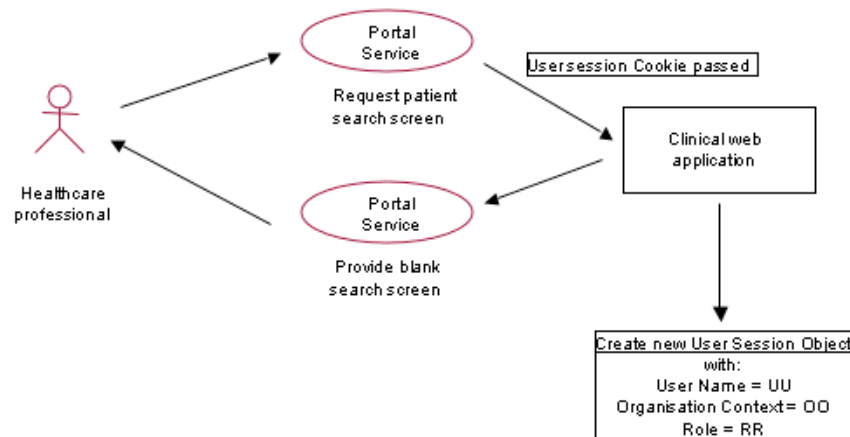 Portal
Service
Usersession Cookie passed
Request patient
search screen
Clinical web
application
Healthcare
professional
Portal
Service
Provide blank
search screen
Create new User Session Object
with:
User Name = UU
Organisation Context = OO
Role = RR